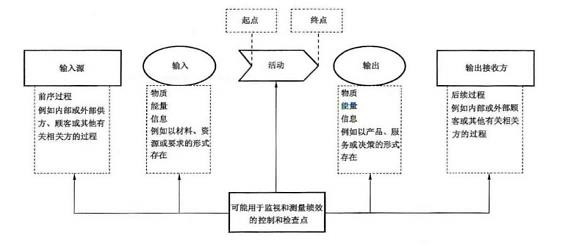 起点
终点
输入源
输入
活动
输出
输出接收方
前序过程
例如内部或外部供
方、顾客或其他有
关相关方的过程
物质
能量
信息
例如以材料、资
源或要求的形式
存在
物质
能量
信息
例如以产品、服
务或决策的形式
存在
后续过程
例如内部或外部顾
客或其他有关相关
方的过程
可能用于监视和测量绩效
的控制和检查点